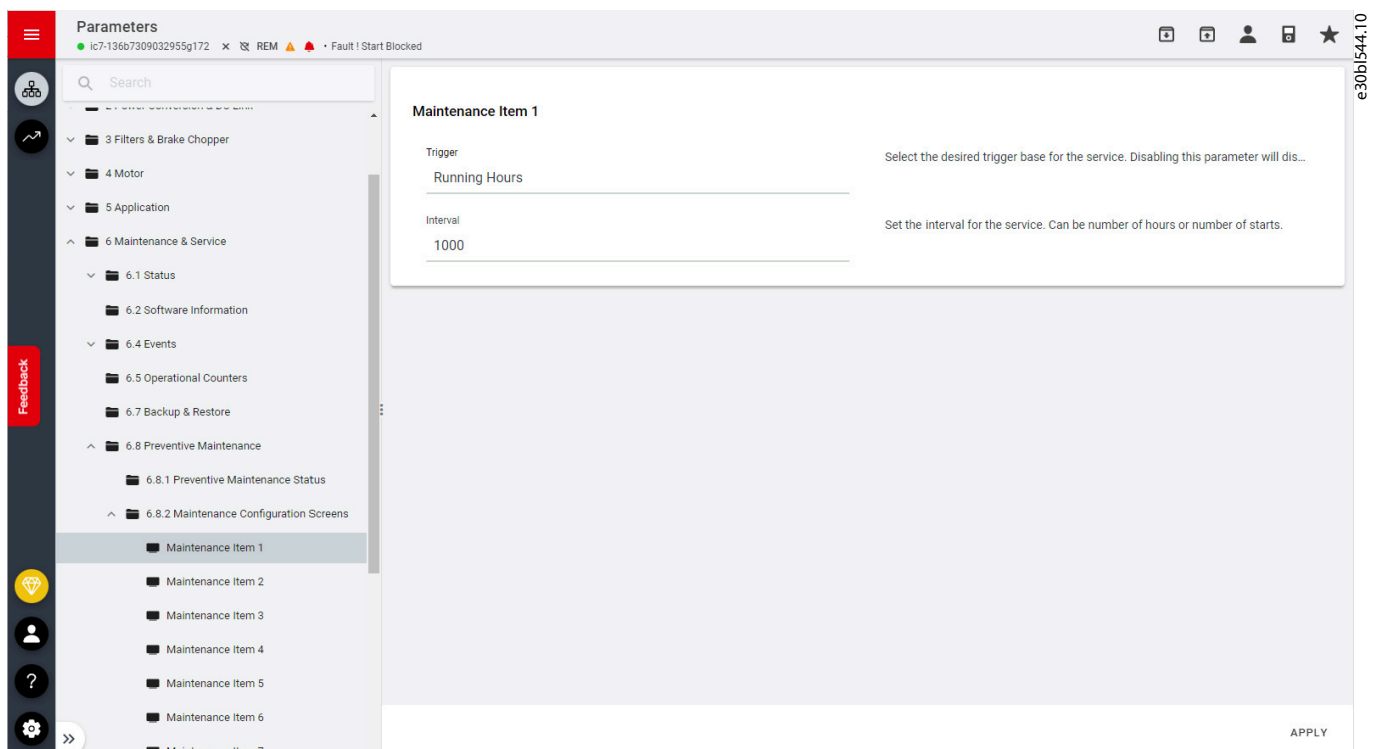 Parameters
ic7-136b7309032955g172 × REM • Fault ! Start Blocked
e30bl544.10
Search
3 Filters & Brake Chopper
4 Motor
5 Application
6 Maintenance & Service
6.1 Status
6.2 Software Information
6.4 Events
6.5 Operational Counters
6.7 Backup & Restore
6.8 Preventive Maintenance
6.8.1 Preventive Maintenance Status
6.8.2 Maintenance Configuration Screens
Maintenance Item 1
Maintenance Item 2
Maintenance Item 3
Maintenance Item 4
Maintenance Item 5
Maintenance Item 6
Feedback
?
Maintenance Item 1
Trigger
Running Hours
Select the desired trigger base for the service. Disabling this parameter will dis...
Interval
1000
Set the interval for the service. Can be number of hours or number of starts.
APPLY